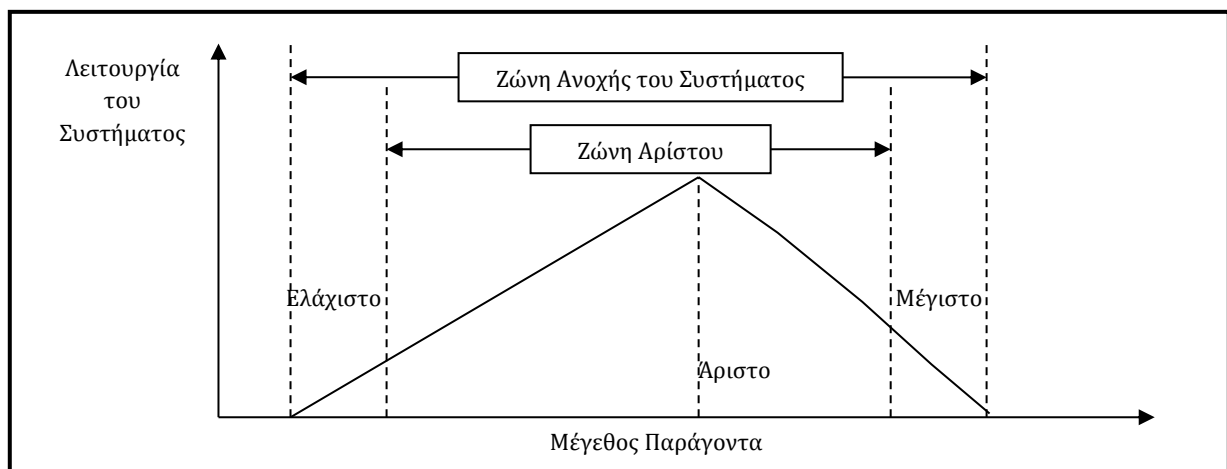 Λειτουργία
του
Συστήματος
Ζώνη Ανοχής του Συστήματος
Ζώνη Αρίστου
Ελάχιστο
Μέγιστο
Άριστο
Μέγεθος Παράγοντα